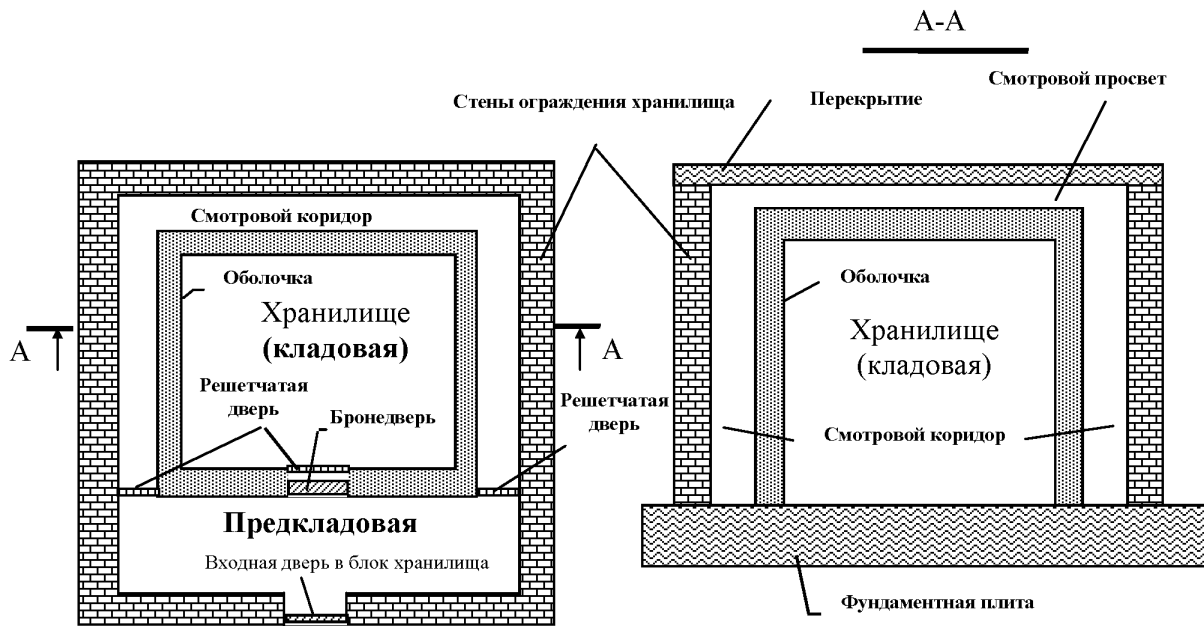 А-А
Смотровой просвет
Стены ограждения хранилища
Перекрытие
Смотровой коридор
Оболочка
Хранилище
(кладовая)
А
А
Решетчатая
дверь
Бронедверь
Решетчатая
дверь
Предкладовая
Входная дверь в блок хранилища
Оболочка
Хранилище
(кладовая)
Смотровой коридор
Фундаментная плита